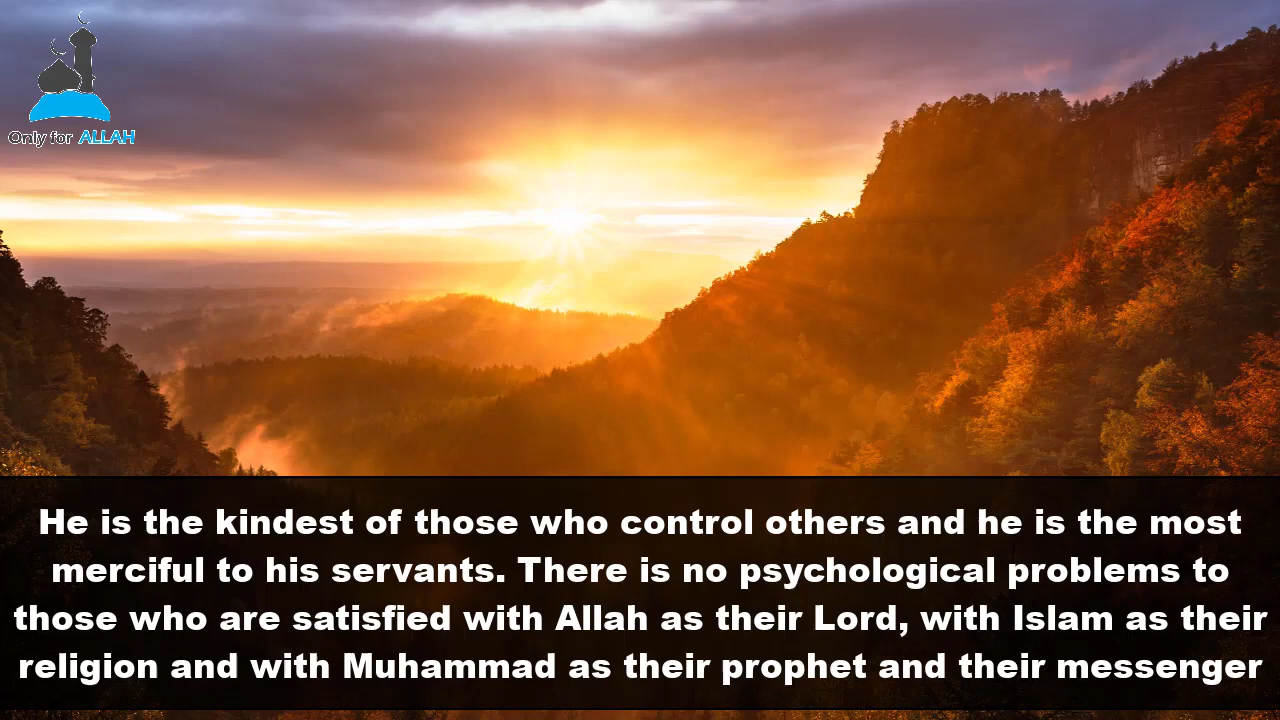 Only for ALLAH
He is the kindest of those who control others and he is the most
merciful to his servants. There is no psychological problems to
those who are satisfied with Allah as their Lord, with Islam as their
religion and with Muhammad as their prophet and their messenger